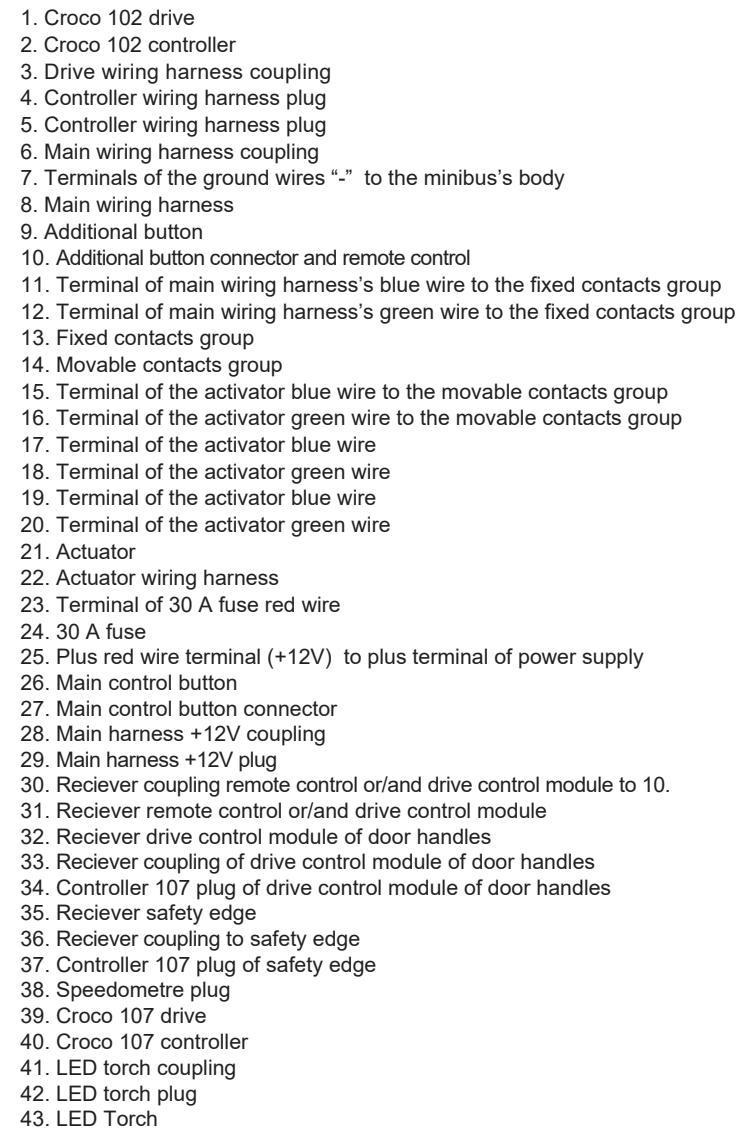 1. Croco 102 drive
2. Croco 102 controller
3. Drive wiring harness coupling
4. Controller wiring harness plug
5. Controller wiring harness plug
6. Main wiring harness coupling
7. Terminals of the ground wires “-” to the minibus’s body
8. Main wiring harness
9. Additional button
10. Additional button connector and remote control
11. Terminal of main wiring harness’s blue wire to the fixed contacts group
12. Terminal of main wiring harness’s green wire to the fixed contacts group
13. Fixed contacts group
14. Movable contacts group
15. Terminal of the activator blue wire to the movable contacts group
16. Terminal of the activator green wire to the movable contacts group
17. Terminal of the activator blue wire
18. Terminal of the activator green wire
19. Terminal of the activator blue wire
20. Terminal of the activator green wire
21. Actuator
22. Actuator wiring harness
23. Terminal of 30 A fuse red wire
24. 30 A fuse
25. Plus red wire terminal (+12V) to plus terminal of power supply
26. Main control button
27. Main control button connector
28. Main harness +12V coupling
29. Main harness +12V plug
30. Reciever coupling remote control or/and drive control module to 10.
31. Reciever remote control or/and drive control module
32. Reciever drive control module of door handles
33. Reciever coupling of drive control module of door handles
34. Controller 107 plug of drive control module of door handles
35. Reciever safety edge
36. Reciever coupling to safety edge
37. Controller 107 plug of safety edge
38. Speedometre plug
39. Croco 107 drive
40. Croco 107 controller
41. LED torch coupling
42. LED torch plug
43. LED Torch